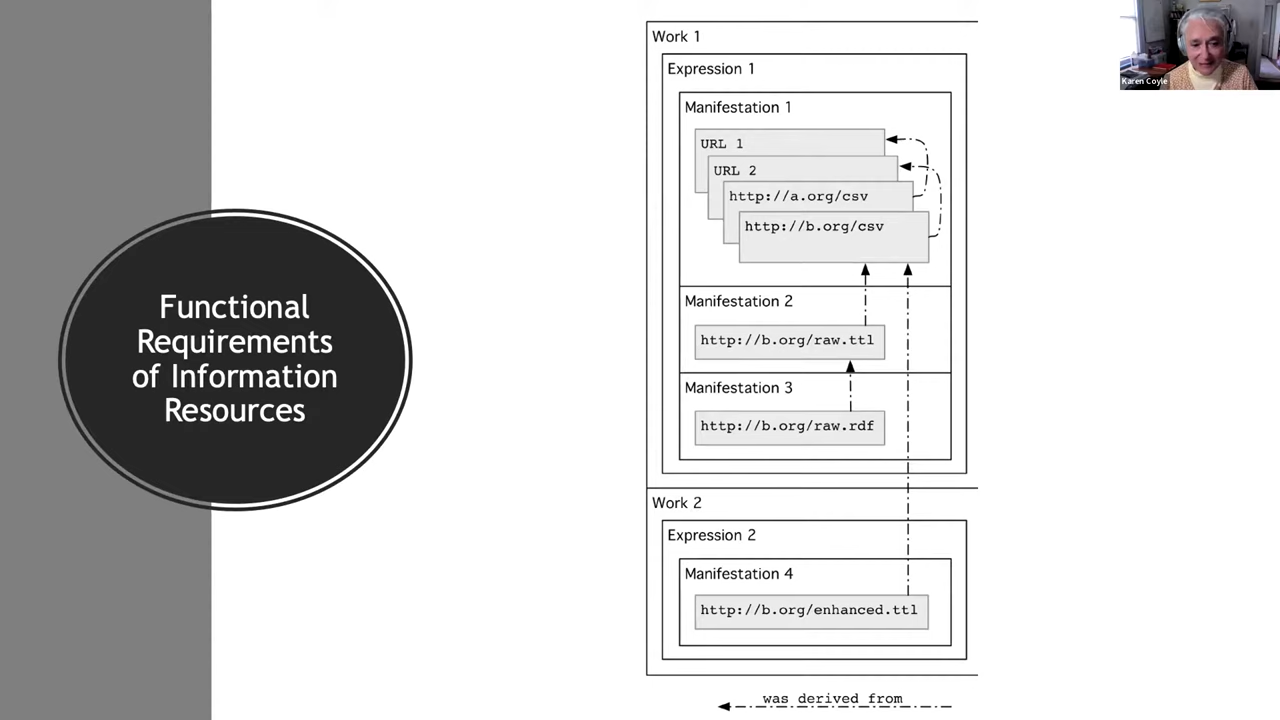 Functional
Requirements
of Information
Resources
Work 1
Expression 1
Manifestation 1
URL 1
URL 2
http://a.org/csv
http://b.org/csv
Manifestation 2
http://b.org/raw.ttl
Manifestation 3
http://b.org/raw.rdf
Work 2
Expression 2
Manifestation 4
http://b.org/enhanced.ttl
was derived from
Karen Coyle